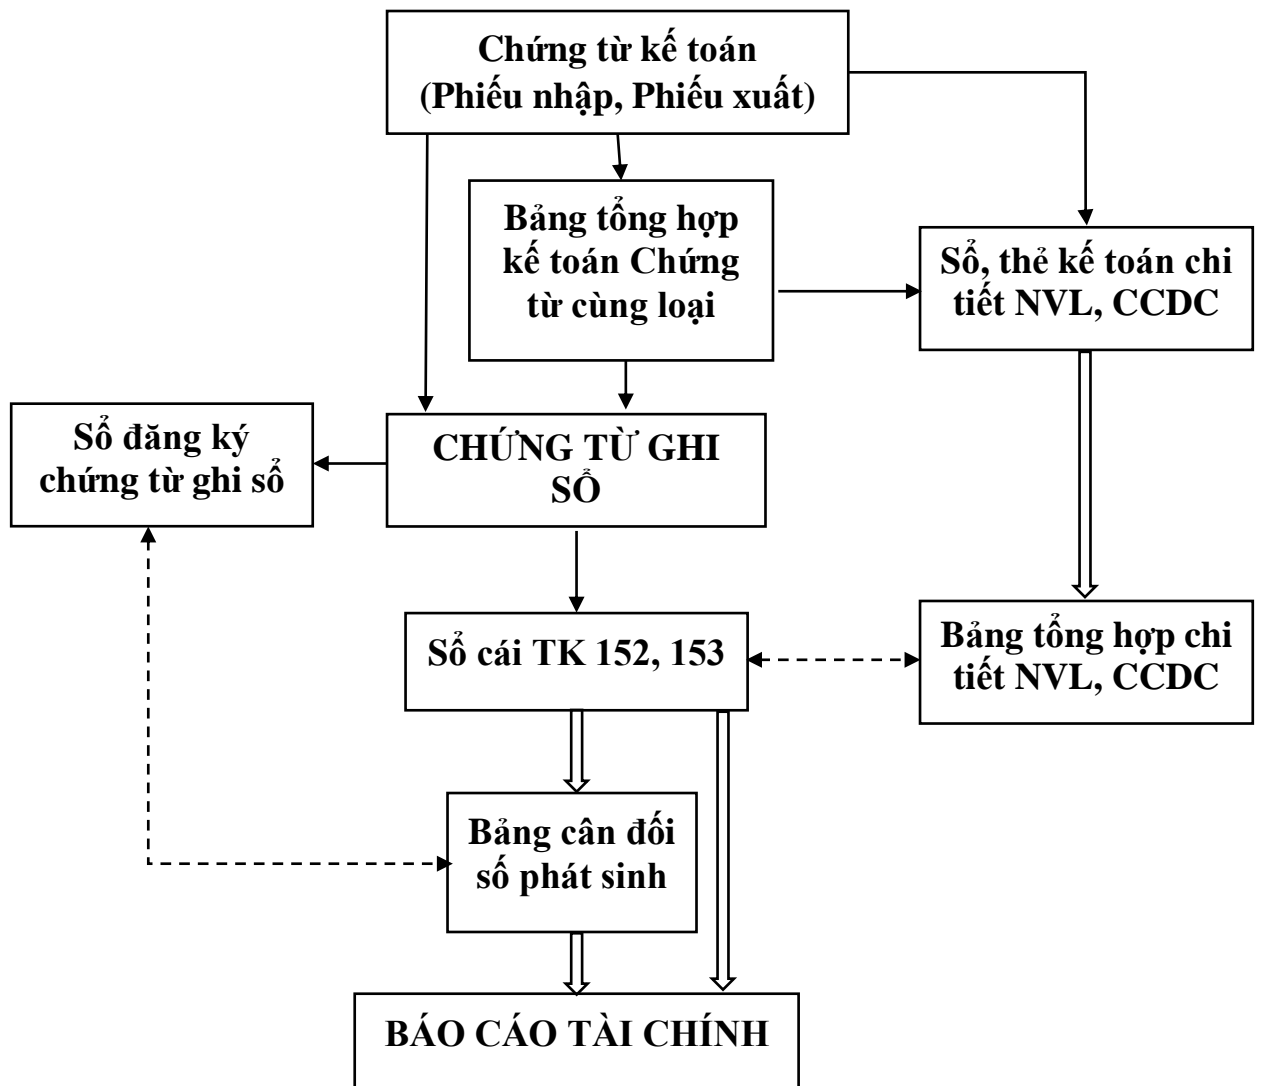 Chứng từ kế toán
(Phiếu nhập, Phiếu xuất)
Bảng tổng hợp
kế toán Chứng
từ cùng loại
Sổ, thẻ kế toán chi
tiết NVL, CCDC
Sổ đăng ký
chứng từ ghi sổ
CHỨNG TỪ GHI
SỔ
Sổ cái TK 152, 153
Bảng tổng hợp chi
tiết NVL, CCDC
Bảng cân đối
số phát sinh
BÁO CÁO TÀI CHÍNH